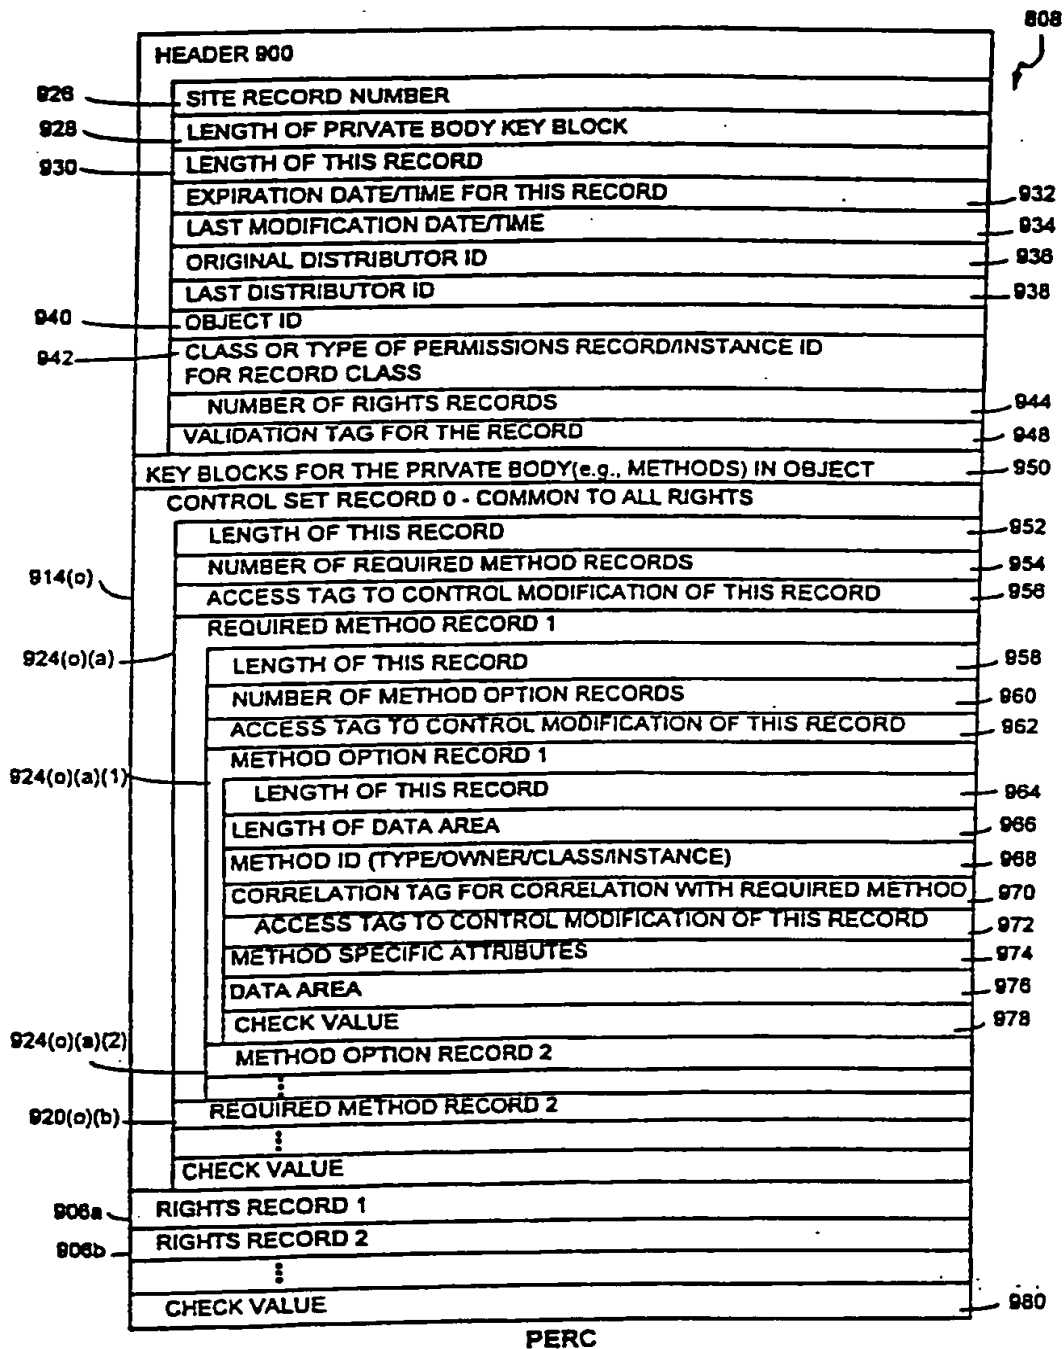 808
HEADER 900
926 SITE RECORD NUMBER
928 LENGTH OF PRIVATE BODY KEY BLOCK
930 LENGTH OF THIS RECORD
EXPIRATION DATE/TIME FOR THIS RECORD 932
LAST MODIFICATION DATE/TIME 934
ORIGINAL DISTRIBUTOR ID 936
LAST DISTRIBUTOR ID 938
940 OBJECT ID
942 CLASS OR TYPE OF PERMISSIONS RECORD/INSTANCE ID
FOR RECORD CLASS
NUMBER OF RIGHTS RECORDS 944
VALIDATION TAG FOR THE RECORD 948
KEY BLOCKS FOR THE PRIVATE BODY(e.g., METHODS) IN OBJECT 950
CONTROL SET RECORD 0 - COMMON TO ALL RIGHTS
LENGTH OF THIS RECORD 952
NUMBER OF REQUIRED METHOD RECORDS 954
914(o) ACCESS TAG TO CONTROL MODIFICATION OF THIS RECORD 956
REQUIRED METHOD RECORD 1
924(o)(a) LENGTH OF THIS RECORD 958
NUMBER OF METHOD OPTION RECORDS 960
ACCESS TAG TO CONTROL MODIFICATION OF THIS RECORD 962
METHOD OPTION RECORD 1
924(o)(a)(1) LENGTH OF THIS RECORD 964
LENGTH OF DATA AREA 966
METHOD ID (TYPE/OWNER/CLASS/INSTANCE) 968
CORRELATION TAG FOR CORRELATION WITH REQUIRED METHOD 970
ACCESS TAG TO CONTROL MODIFICATION OF THIS RECORD 972
METHOD SPECIFIC ATTRIBUTES 974
DATA AREA 976
CHECK VALUE 978
924(o)(a)(2) METHOD OPTION RECORD 2
920(o)(b) REQUIRED METHOD RECORD 2
CHECK VALUE
906a RIGHTS RECORD 1
906b RIGHTS RECORD 2
CHECK VALUE 980
PERC